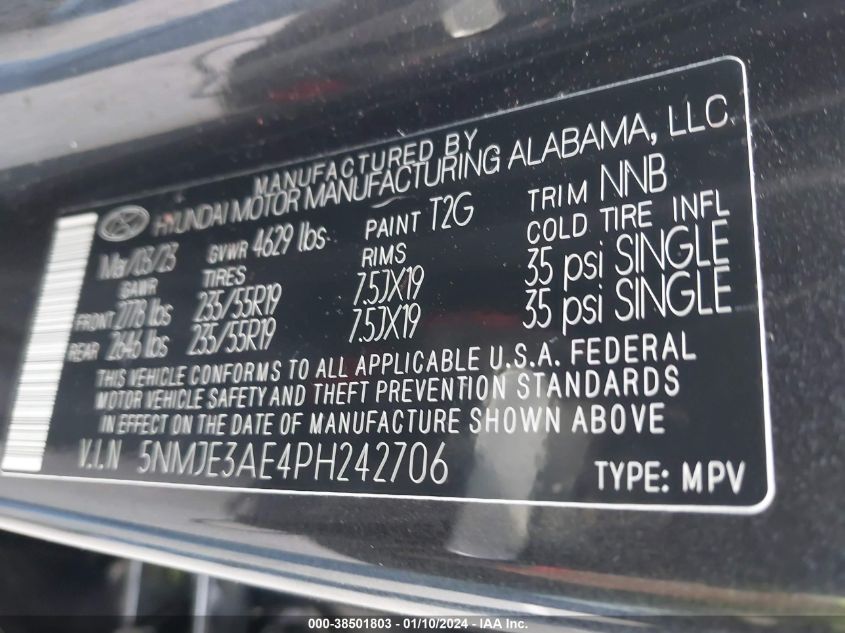 MANUFACTURED BY
HYUNDAI MOTOR MANUFACTURING ALABAMA, LLC.
Mar/03/23 GVWR 4629 lbs PAINT T2G TRIM NNB
GAWR TIRES RIMS COLD TIRE INFL
FRONT 2778 lbs 235/55R19 7.5JX19 35 psi SINGLE
REAR 2646 lbs 235/55R19 7.5JX19 35 psi SINGLE
THIS VEHICLE CONFORMS TO ALL APPLICABLE U.S.A. FEDERAL
MOTOR VEHICLE SAFETY AND THEFT PREVENTION STANDARDS
IN EFFECT ON THE DATE OF MANUFACTURE SHOWN ABOVE
V.I.N 5NMJE3AE4PH242706 TYPE: MPV
000-38501803 - 01/10/2024 - IAA Inc.